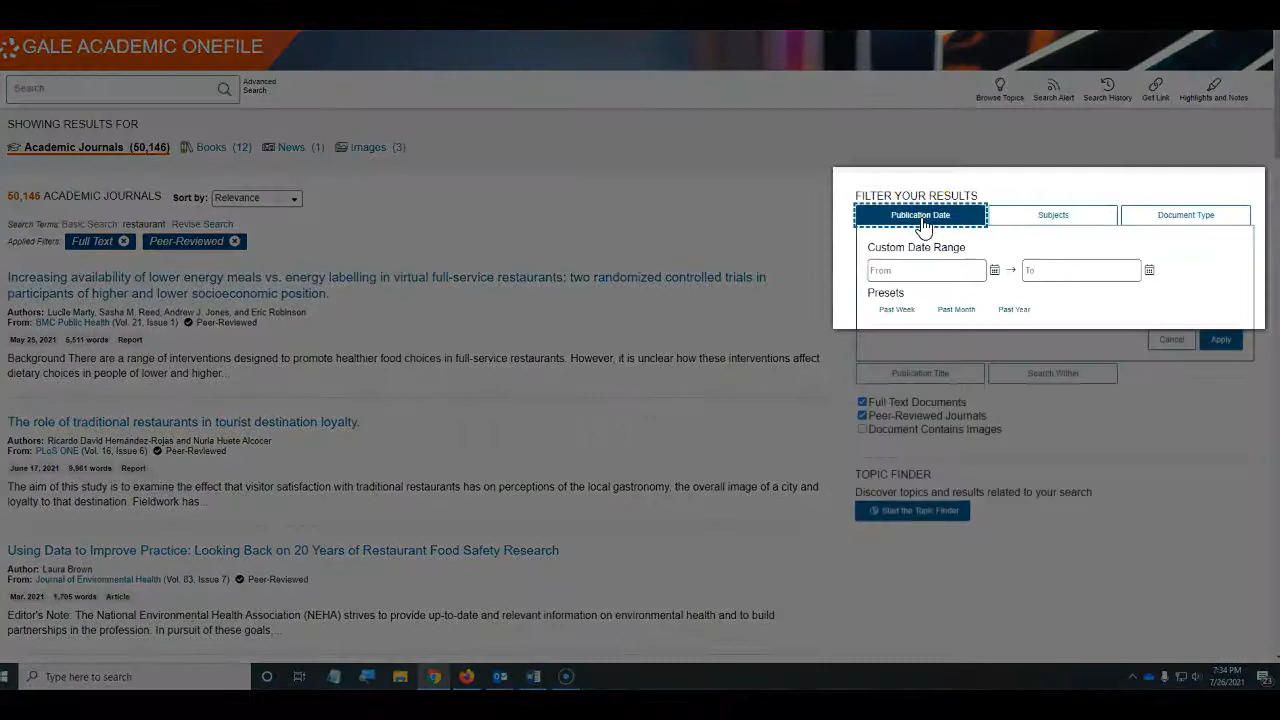 GALE ACADEMIC ONEFILE
Search
Advanced
Search
Browse Topics
Search Alert
Search History
Get Link
Highlights and Notes
SHOWING RESULTS FOR
Academic Journals (50,146)
Books (12)
News (1)
Images (3)
50,146 ACADEMIC JOURNALS
Sort by:
Relevance
Search Terms: Basic Search: restaurant Revise Search
Applied Filters: Full Text Peer-Reviewed
Increasing availability of lower energy meals vs. energy labelling in virtual full-service restaurants: two randomized controlled trials in
participants of higher and lower socioeconomic position.
Authors: Lucile Marty, Sasha M. Reed, Andrew J. Jones, and Eric Robinson
From: BMC Public Health (Vol. 21, Issue 1) Peer-Reviewed
May 25, 2021 5,511 words Report
Background There are a range of interventions designed to promote healthier food choices in full-service restaurants. However, it is unclear how these interventions affect
dietary choices in people of lower and higher...
The role of traditional restaurants in tourist destination loyalty.
Authors: Ricardo David Hernández-Rojas and Nuria Huete Alcocer
From: PLoS ONE (Vol. 16, Issue 6) Peer-Reviewed
June 17, 2021 9,961 words Report
The aim of this study is to examine the effect that visitor satisfaction with traditional restaurants has on perceptions of the local gastronomy, the overall image of a city and
loyalty to that destination. Fieldwork has...
Using Data to Improve Practice: Looking Back on 20 Years of Restaurant Food Safety Research
Author: Laura Brown
From: Journal of Environmental Health (Vol. 83, Issue 7) Peer-Reviewed
Mar. 2021 1,705 words Article
Editor's Note: The National Environmental Health Association (NEHA) strives to provide up-to-date and relevant information on environmental health and to build
partnerships in the profession. In pursuit of these goals,...
FILTER YOUR RESULTS
Publication Date
Subjects
Document Type
Custom Date Range
From
To
Presets
Past Week
Past Month
Past Year
Cancel
Apply
Publication Title
Search Within
Full Text Documents
Peer-Reviewed Journals
Document Contains Images
TOPIC FINDER
Discover topics and results related to your search
Start the Topic Finder
Type here to search
7:34 PM
7/26/2021
23